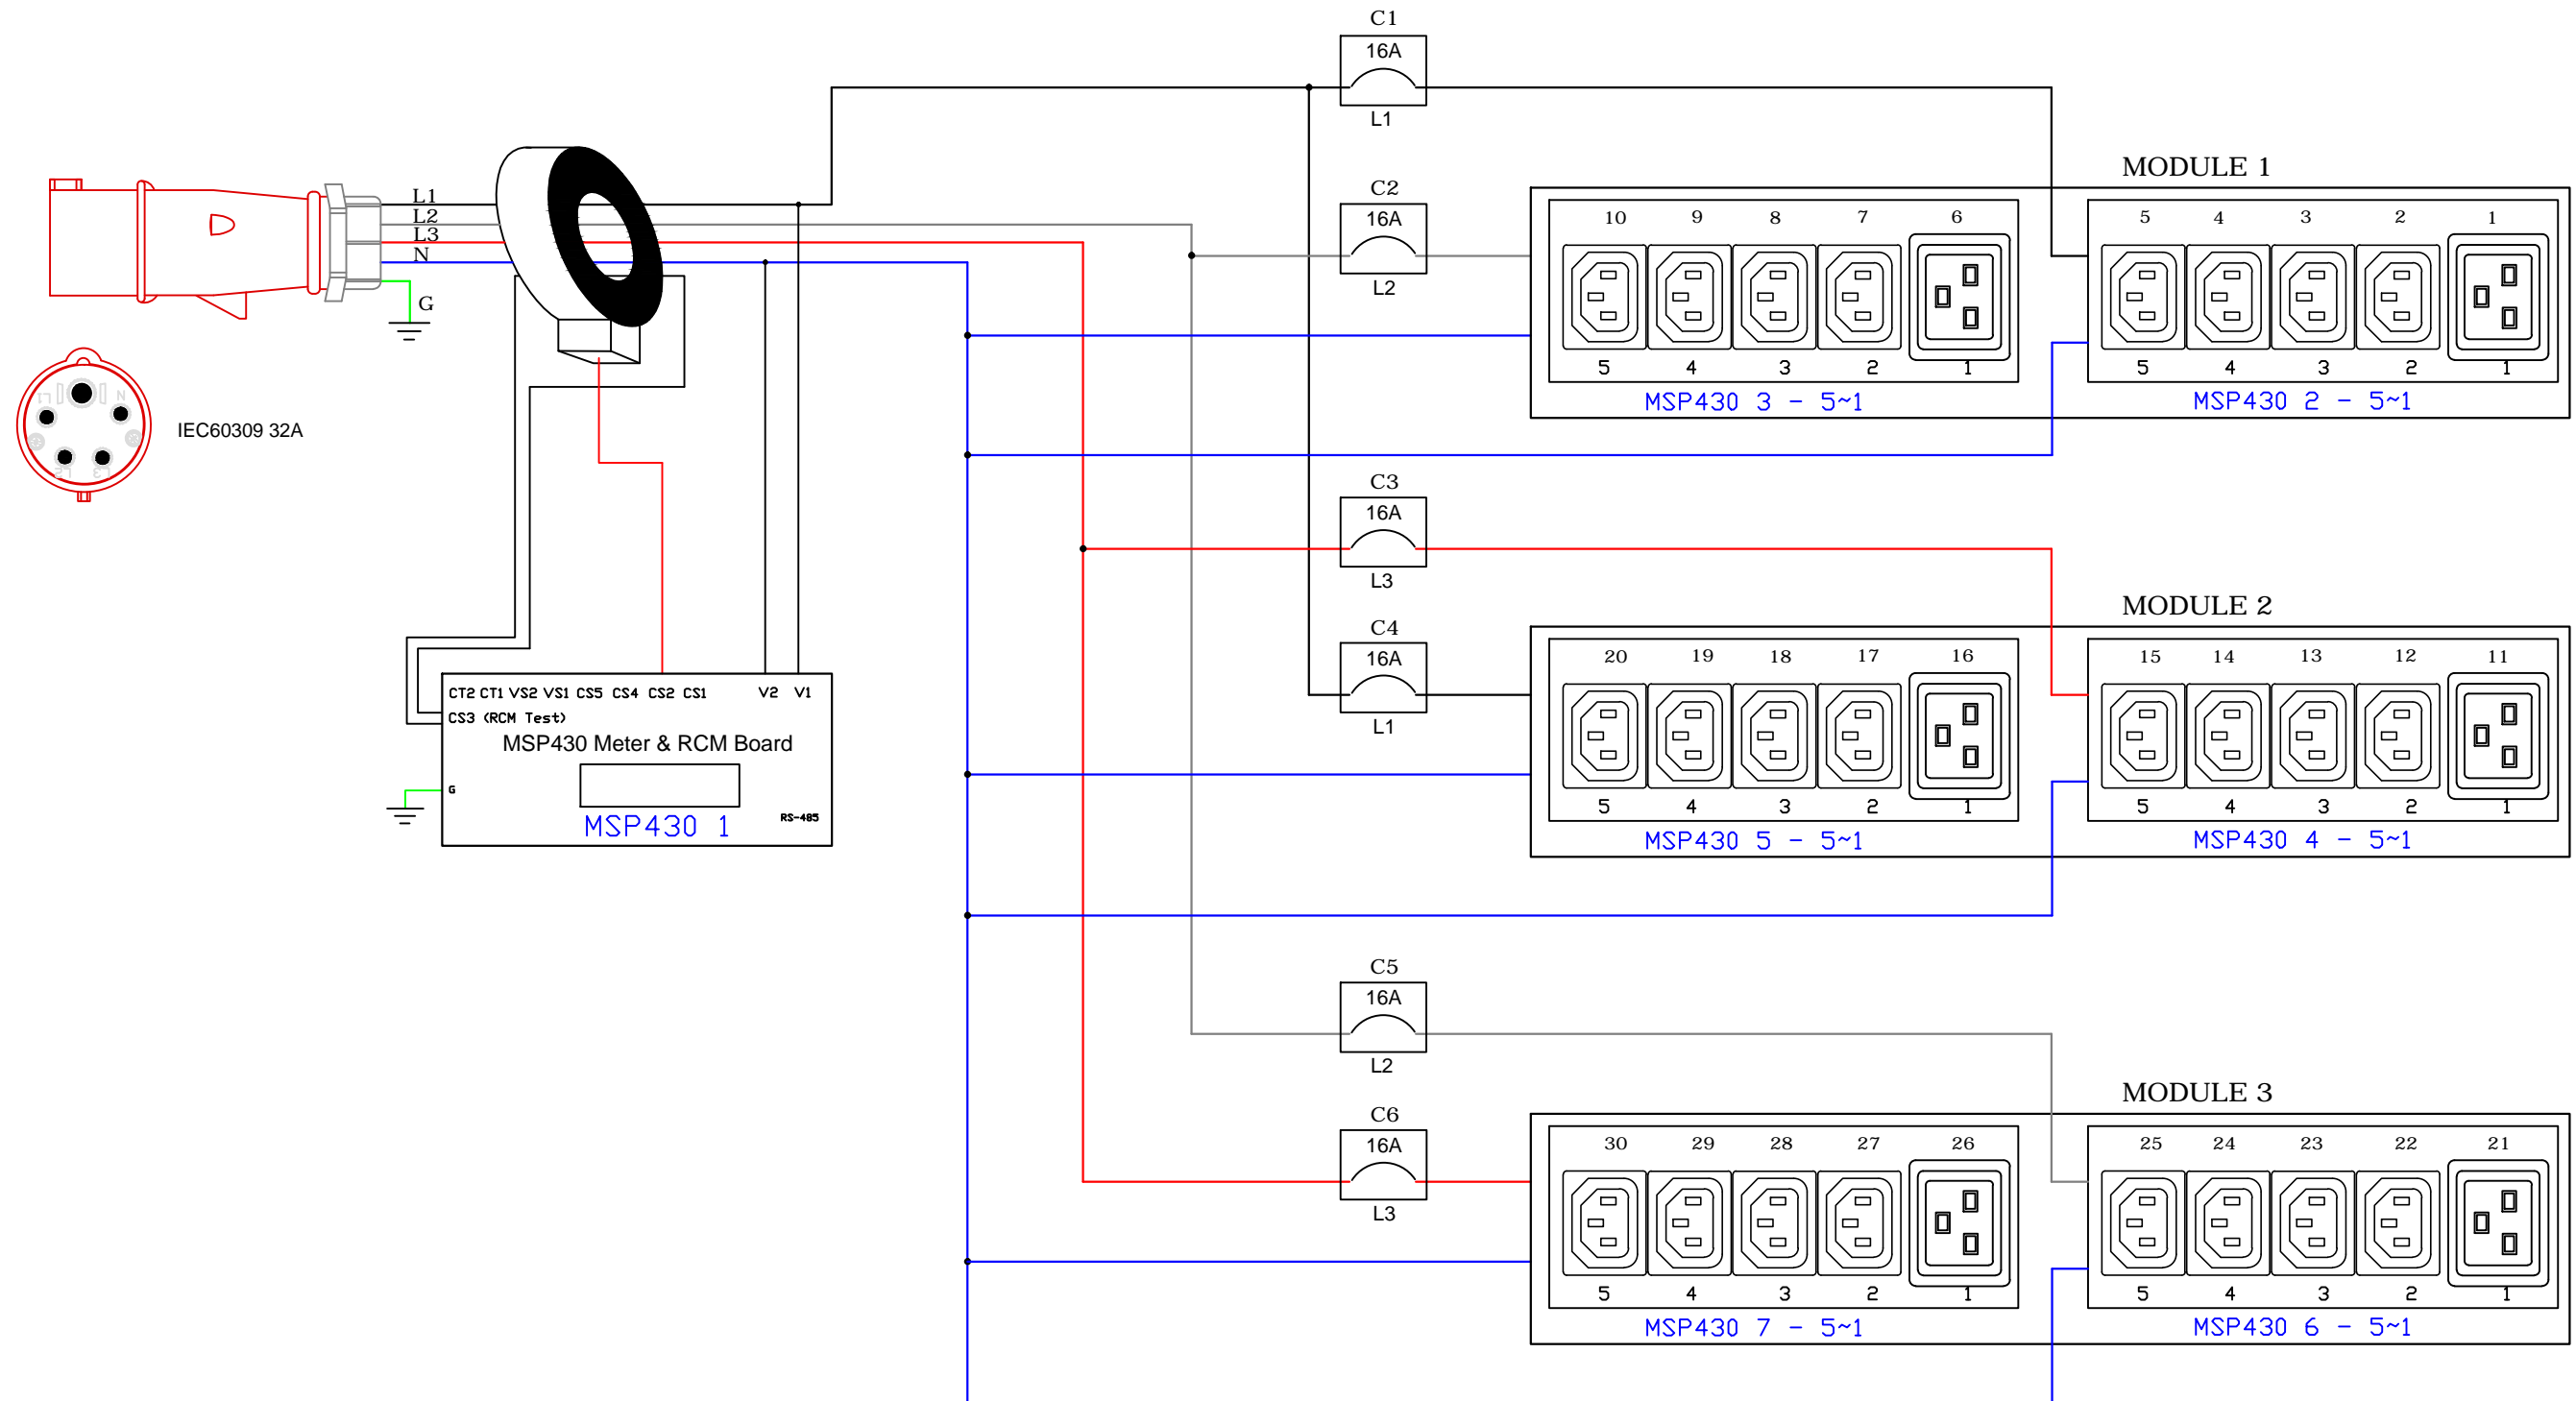 C1
16A
L1
MODULE 1
L1
L2
L3
N
G
C2
16A
L2
10 9 8 7 6
5 4 3 2 1
5 4 3 2 1
5 4 3 2 1
MSP430 3 - 5~1
MSP430 2 - 5~1
L1 N
L2 L3
IEC60309 32A
C3
16A
L3
MODULE 2
C4
16A
L1
20 19 18 17 16
15 14 13 12 11
5 4 3 2 1
5 4 3 2 1
MSP430 5 - 5~1
MSP430 4 - 5~1
CT2 CT1 VS2 VS1 CS5 CS4 CS2 CS1 V2 V1
CS3 (RCM Test)
MSP430 Meter & RCM Board
G
MSP430 1
RS-485
C5
16A
L2
MODULE 3
C6
16A
L3
30 29 28 27 26
25 24 23 22 21
5 4 3 2 1
5 4 3 2 1
MSP430 7 - 5~1
MSP430 6 - 5~1